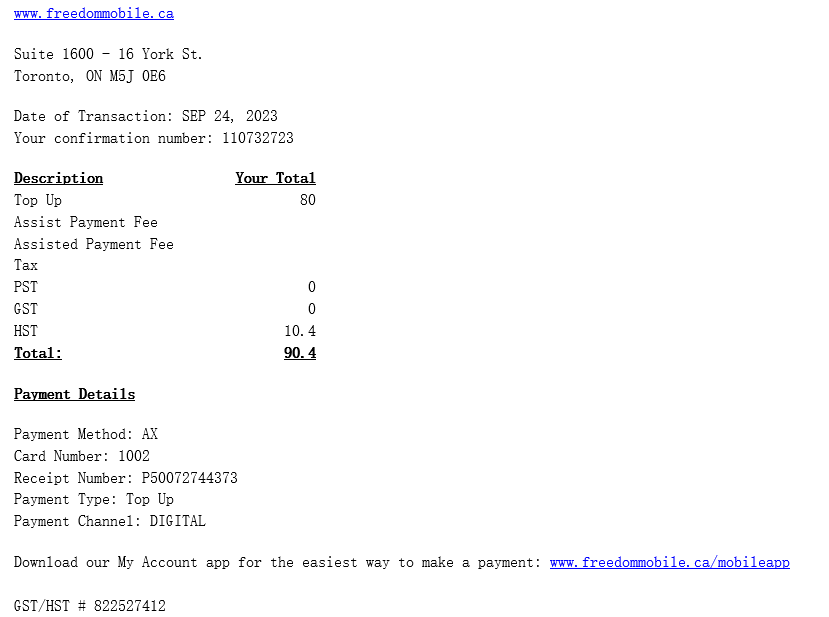 www.freedommobile.ca
Suite 1600 - 16 York St.
Toronto, ON M5J 0E6
Date of Transaction: SEP 24, 2023
Your confirmation number: 110732723
Description Your Total
Top Up 80
Assist Payment Fee
Assisted Payment Fee
Tax
PST 0
GST 0
HST 10.4
Total: 90.4
Payment Details
Payment Method: AX
Card Number: 1002
Receipt Number: P50072744373
Payment Type: Top Up
Payment Channel: DIGITAL
Download our My Account app for the easiest way to make a payment: www.freedommobile.ca/mobileapp
GST/HST # 822527412